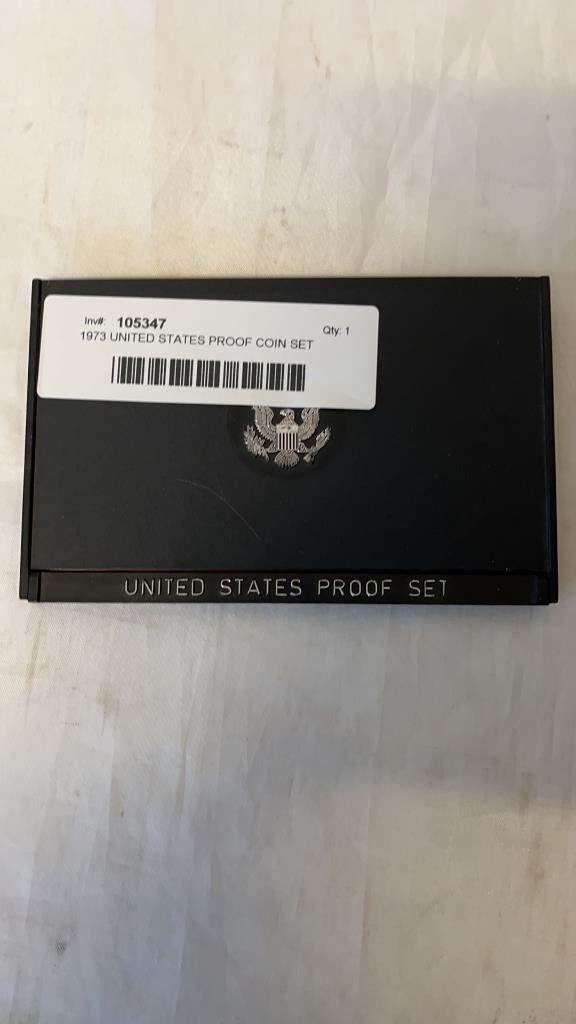 Inv#: 105347 Qty: 1
1973 UNITED STATES PROOF COIN SET
UNITED STATES PROOF SET